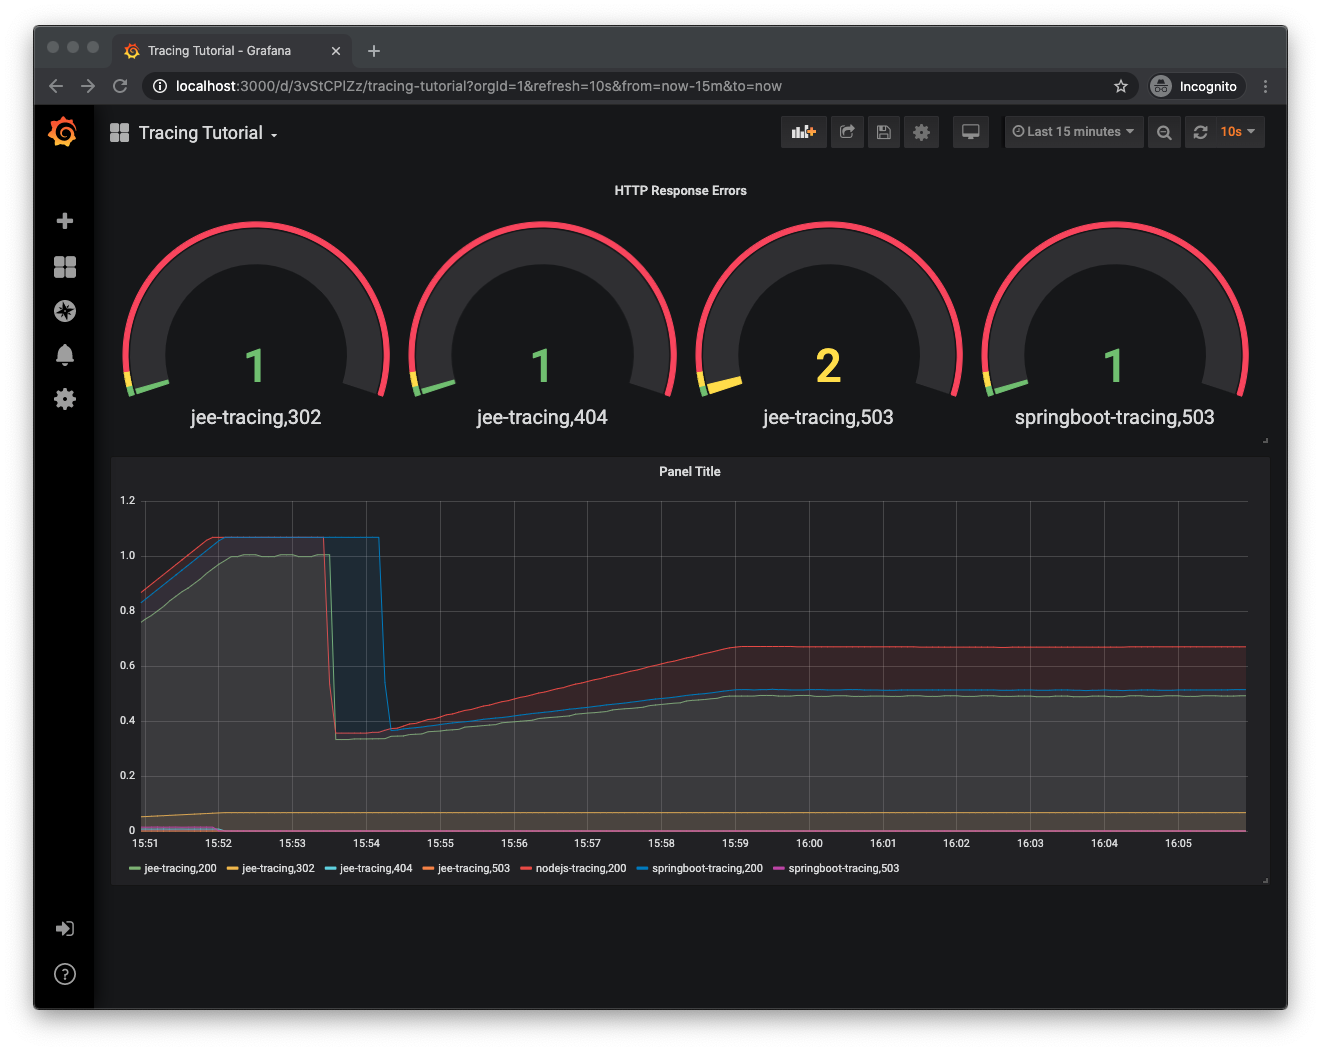 Tracing Tutorial - Grafana
localhost:3000/d/3vStCPlZz/tracing-tutorial?orgId=1&refresh=10s&from=now-15m&to=now
Incognito
Tracing Tutorial
Last 15 minutes
10s
HTTP Response Errors
1
1
2
1
jee-tracing,302
jee-tracing,404
jee-tracing,503
springboot-tracing,503
Panel Title
1.2
1.0
0.8
0.6
0.4
0.2
0
15:51 15:52 15:53 15:54 15:55 15:56 15:57 15:58 15:59 16:00 16:01 16:02 16:03 16:04 16:05
jee-tracing,200 jee-tracing,302 jee-tracing,404 jee-tracing,503 nodejs-tracing,200 springboot-tracing,200 springboot-tracing,503